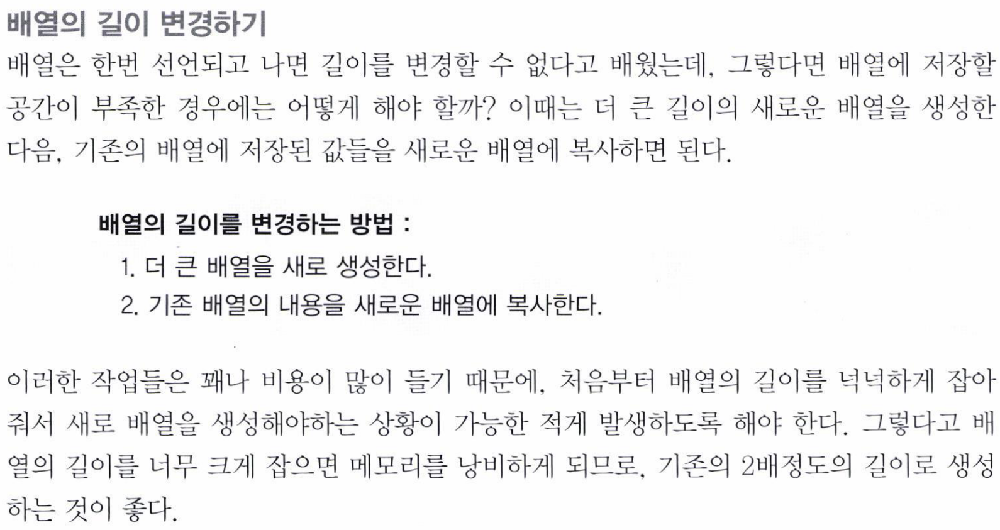 배열의 길이 변경하기
배열은 한번 선언되고 나면 길이를 변경할 수 없다고 배웠는데, 그렇다면 배열에 저장할
공간이 부족한 경우에는 어떻게 해야 할까? 이때는 더 큰 길이의 새로운 배열을 생성한
다음, 기존의 배열에 저장된 값들을 새로운 배열에 복사하면 된다.
배열의 길이를 변경하는 방법 :
1. 더 큰 배열을 새로 생성한다.
2. 기존 배열의 내용을 새로운 배열에 복사한다.
이러한 작업들은 꽤나 비용이 많이 들기 때문에, 처음부터 배열의 길이를 넉넉하게 잡아
줘서 새로 배열을 생성해야하는 상황이 가능한 적게 발생하도록 해야 한다. 그렇다고 배
열의 길이를 너무 크게 잡으면 메모리를 낭비하게 되므로, 기존의 2배정도의 길이로 생성
하는 것이 좋다.